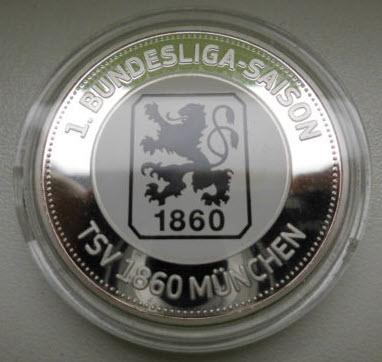 1. BUNDESLIGA-SAISON
1860
TSV 1860 MÜNCHEN